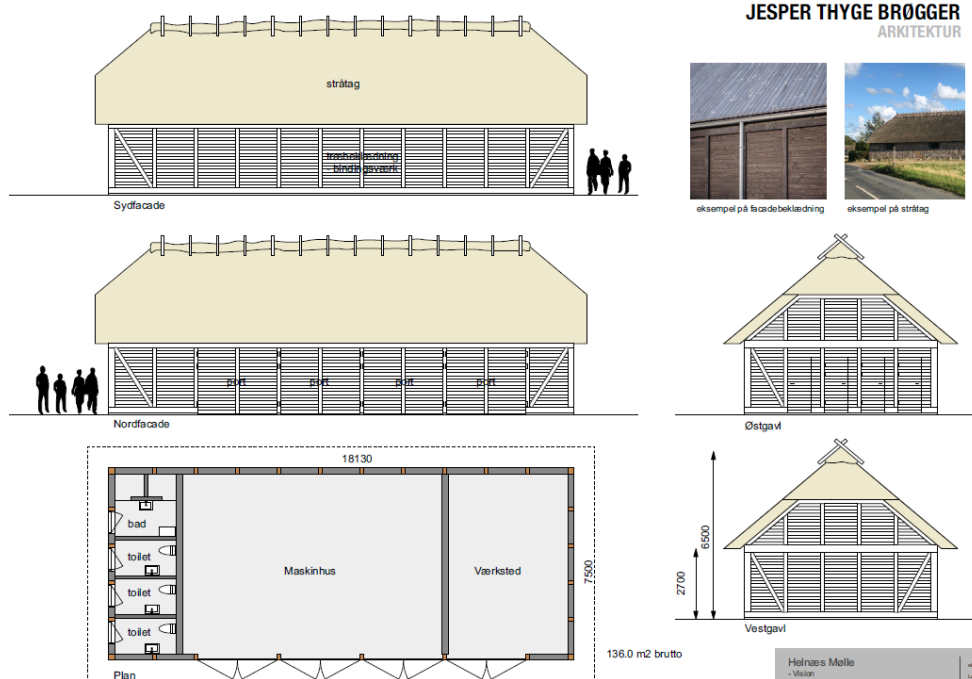 JESPER THYGE BRØGGER
ARKITEKTUR
stråtag
træbeklædning
- bindingsværk
Sydfacade
eksempel på facadebeklædning
eksempel på stråtag
port
port
port
port
Nordfacade
Østgavl
18130
bad
toilet
toilet
toilet
Maskinhus
Værksted
7500
Plan
136.0 m2 brutto
6500
2700
Vestgavl
Helnæs Mølle
- Vision